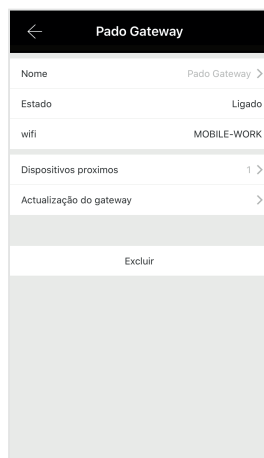 Pado Gateway
Nome Pado Gateway
Estado Ligado
wifi MOBILE-WORK
Dispositivos proximos 1
Actualização do gateway
Excluir